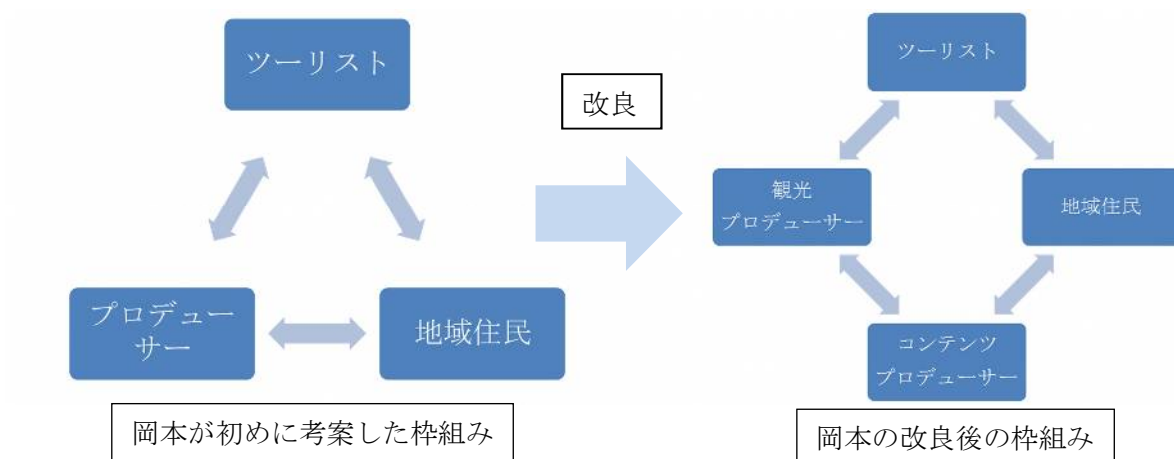 ツーリスト
改良
プロデュー
サー
地域住民
岡本が初めに考案した枠組み
ツーリスト
観光
プロデューサー
地域住民
コンテンツ
プロデューサー
岡本の改良後の枠組み